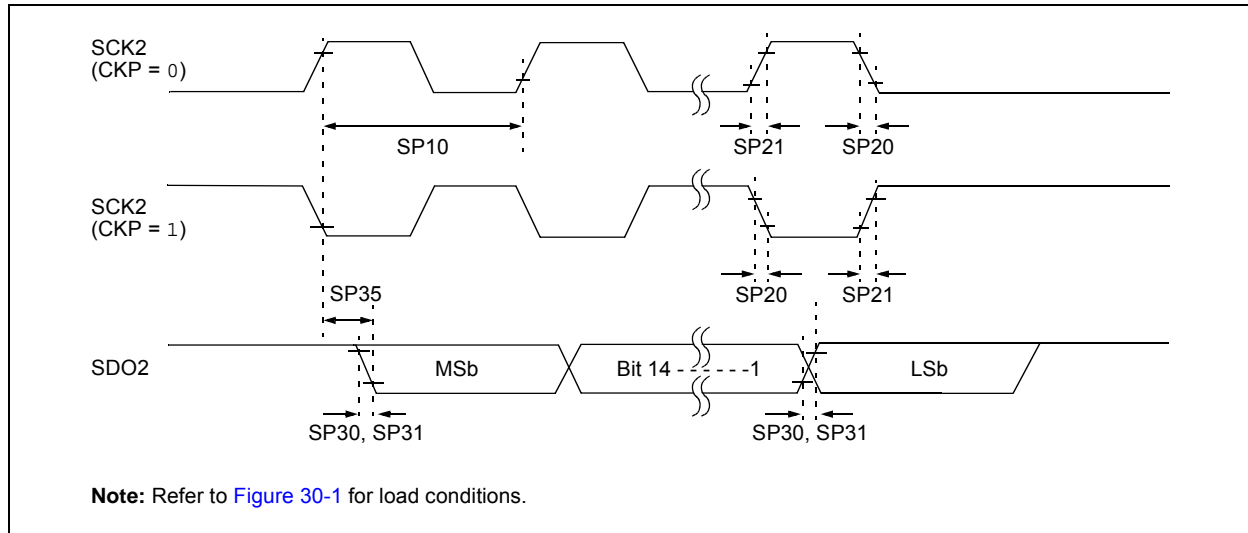 SCK2
(CKP = 0)
SP10
SP21
SP20
SCK2
(CKP = 1)
SP35
SP20
SP21
SDO2
MSb
Bit 14 - - - - - - -1
LSb
SP30, SP31
SP30, SP31
Note: Refer to Figure 30-1 for load conditions.